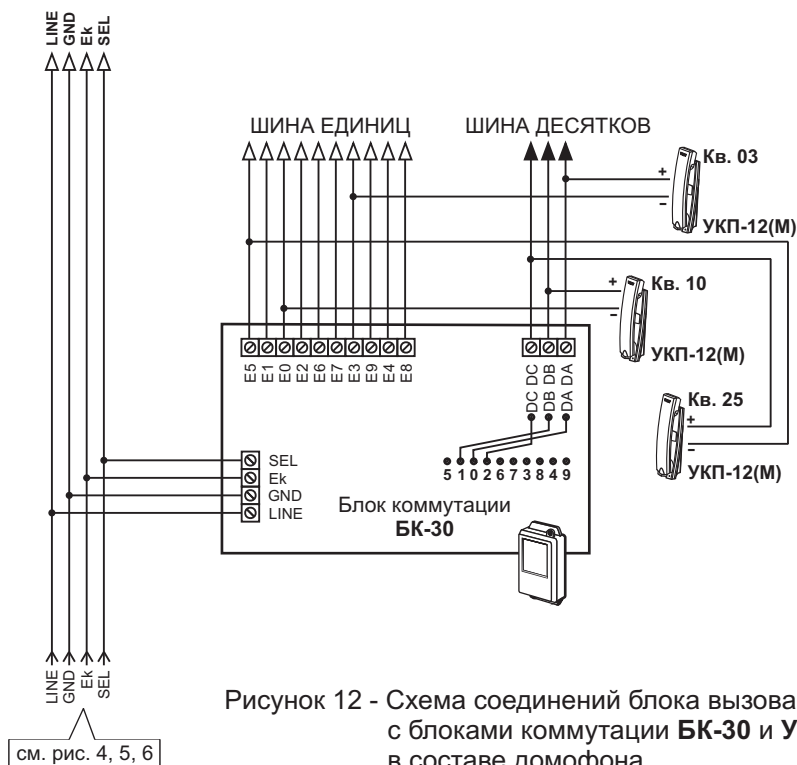 LINE
GND
Ek
SEL
ШИНА ЕДИНИЦ
ШИНА ДЕСЯТКОВ
+
–
Кв. 03
УКП-12(М)
+
–
Кв. 10
УКП-12(М)
Кв. 25
+
–
УКП-12(М)
E5 E1 E0 E2 E6 E7 E3 E9 E4 E8
DC DC
DB DB
DA DA
5 1 0 2 6 7 3 8 4 9
SEL
Ek
GND
LINE
Блок коммутации
БК-30
LINE
GND
Ek
SEL
см. рис. 4, 5, 6
Рисунок 12 - Схема соединений блока вызова
с блоками коммутации БК-30 и У
в составе домофона